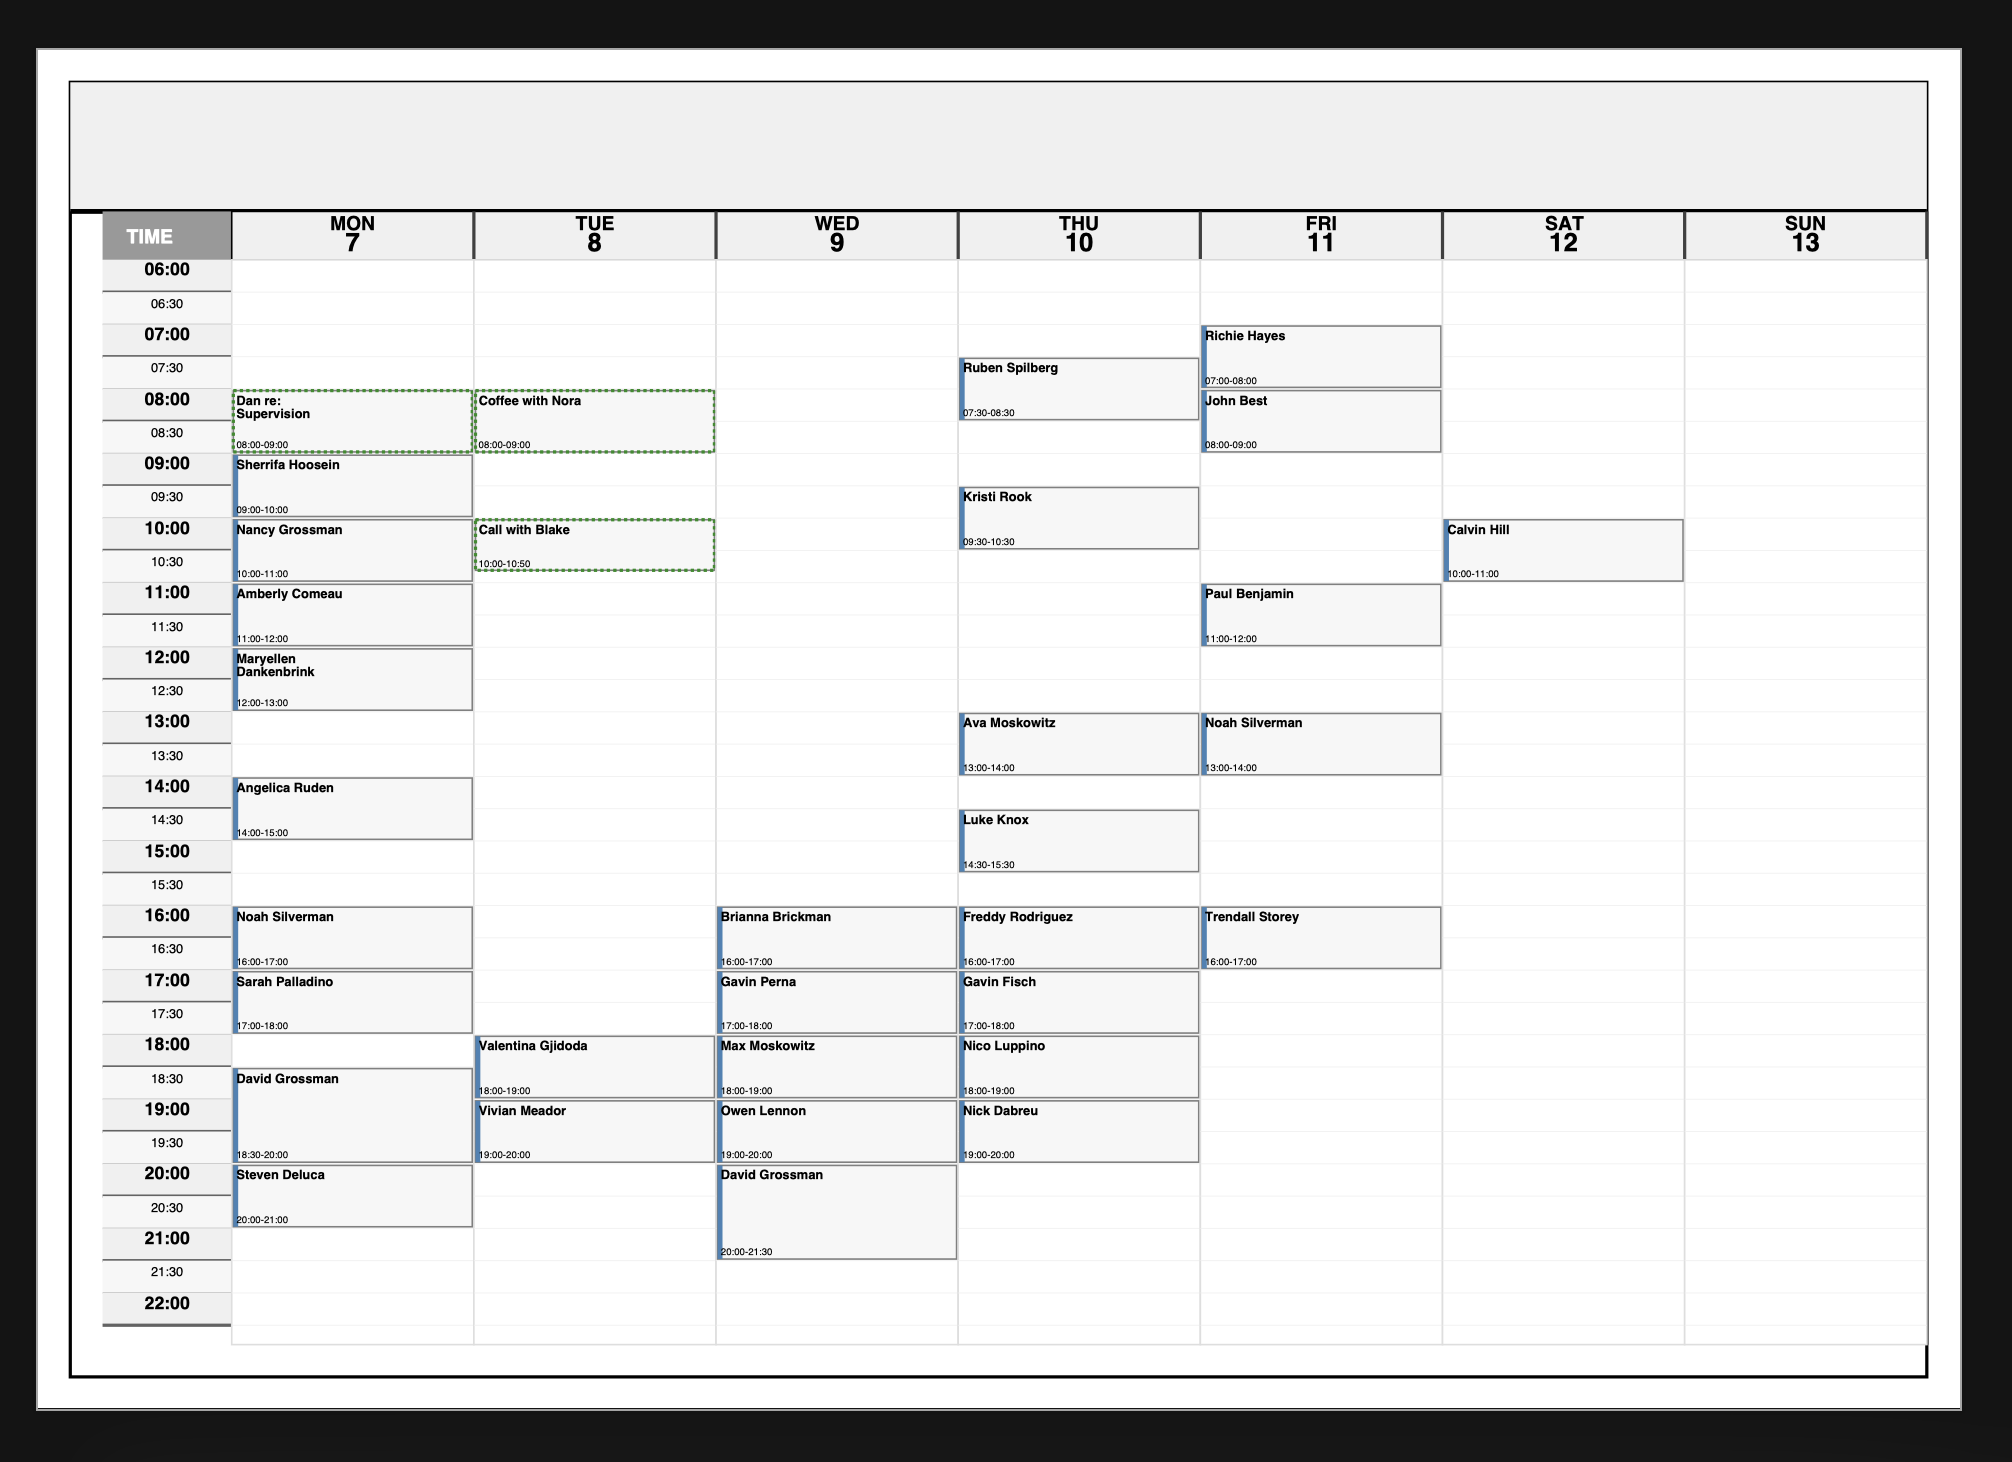 TIME
MON
7
TUE
8
WED
9
THU
10
FRI
11
SAT
12
SUN
13
06:00
06:30
07:00
07:30
08:00
08:30
09:00
09:30
10:00
10:30
11:00
11:30
12:00
12:30
13:00
13:30
14:00
14:30
15:00
15:30
16:00
16:30
17:00
17:30
18:00
18:30
19:00
19:30
20:00
20:30
21:00
21:30
22:00
Dan re:
Supervision
08:00-09:00
Sherrifa Hoosein
09:00-10:00
Nancy Grossman
10:00-11:00
Amberly Comeau
11:00-12:00
Maryellen
Dankenbrink
12:00-13:00
Angelica Ruden
14:00-15:00
Noah Silverman
16:00-17:00
Sarah Palladino
17:00-18:00
David Grossman
18:30-20:00
Steven Deluca
20:00-21:00
Coffee with Nora
08:00-09:00
Call with Blake
10:00-10:50
Valentina Gjidoda
18:00-19:00
Vivian Meador
19:00-20:00
Brianna Brickman
16:00-17:00
Gavin Perna
17:00-18:00
Max Moskowitz
18:00-19:00
Owen Lennon
19:00-20:00
David Grossman
20:00-21:30
Ruben Spilberg
07:30-08:30
Kristi Rook
09:30-10:30
Ava Moskowitz
13:00-14:00
Luke Knox
14:30-15:30
Freddy Rodriguez
16:00-17:00
Gavin Fisch
17:00-18:00
Nico Luppino
18:00-19:00
Nick Dabreu
19:00-20:00
Richie Hayes
07:00-08:00
John Best
08:00-09:00
Paul Benjamin
11:00-12:00
Noah Silverman
13:00-14:00
Trendall Storey
16:00-17:00
Calvin Hill
10:00-11:00